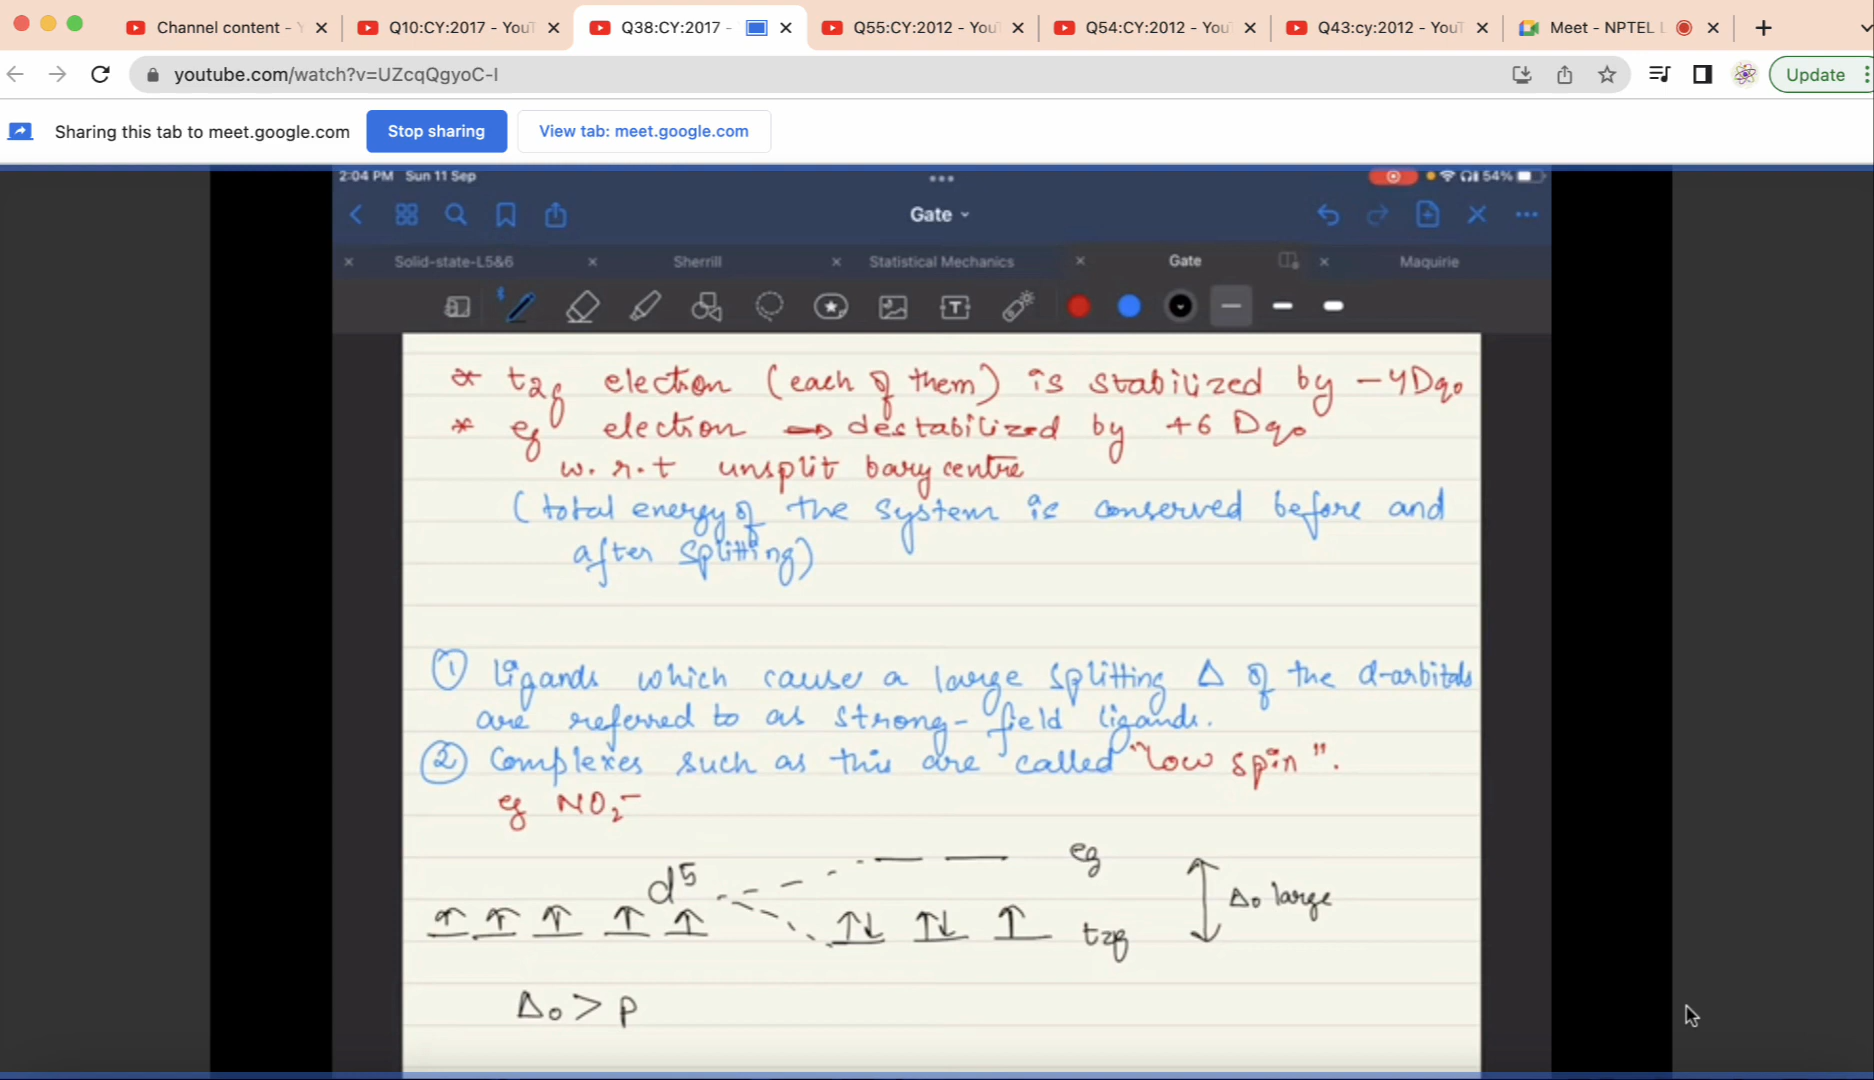 Channel content -
Q10:CY:2017 - YouT
Q38:CY:2017 -
Q55:CY:2012 - YouT
Q54:CY:2012 - YouT
Q43:cy:2012 - YouT
Meet - NPTEL
youtube.com/watch?v=UZcqQgyoC-I
Update
Sharing this tab to meet.google.com
Stop sharing
View tab: meet.google.com
2:04 PM Sun 11 Sep
54%
Gate
Solid-state-L5&6
Sherrill
Statistical Mechanics
Gate
Maquirie
* t2g electron (each of them) is stabilized by -4Dq0
* eg electron → destabilized by +6 Dq0
w.r.t unsplit bary centre
(total energy of the system is conserved before and
after splitting)
① Ligands which cause a large splitting Δ of the d-orbitals
are referred to as strong-field ligands.
② Complexes such as this are called "low spin".
eg NO2-
d5
eg
Δ0 large
t2g
Δ0 > p